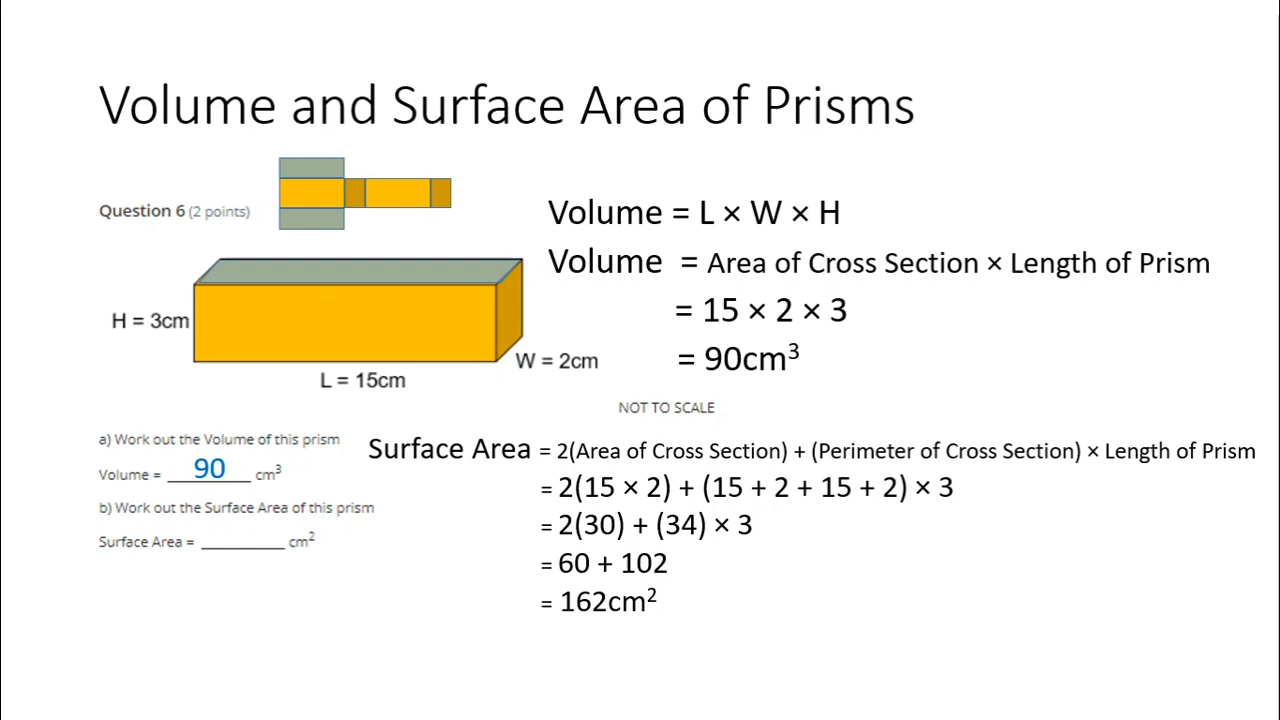 Volume and Surface Area of Prisms
Question 6 (2 points)
Volume = L × W × H
Volume = Area of Cross Section × Length of Prism
= 15 × 2 × 3
= 90cm³
H = 3cm
W = 2cm
L = 15cm
NOT TO SCALE
a) Work out the Volume of this prism
Volume = 90 cm³
b) Work out the Surface Area of this prism
Surface Area = ________ cm²
Surface Area = 2(Area of Cross Section) + (Perimeter of Cross Section) × Length of Prism
= 2(15 × 2) + (15 + 2 + 15 + 2) × 3
= 2(30) + (34) × 3
= 60 + 102
= 162cm²